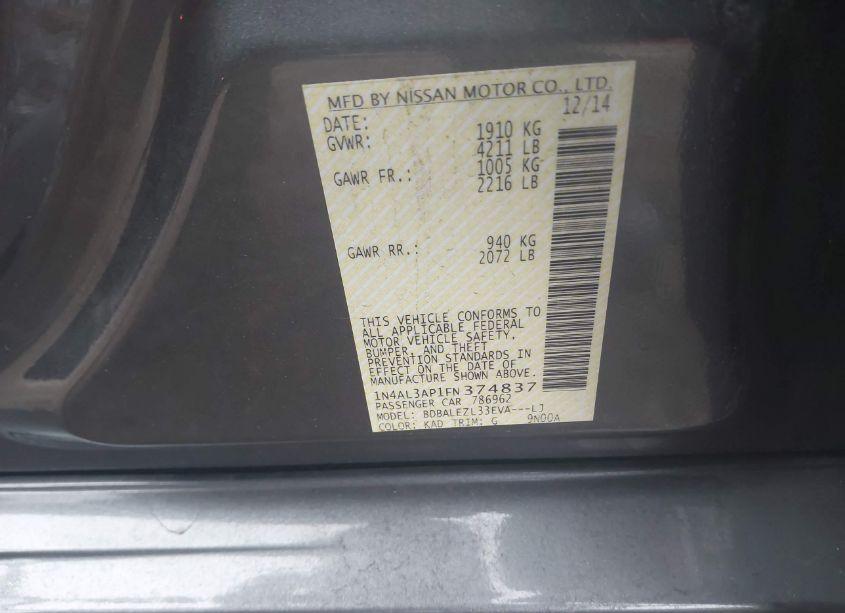 MFD BY NISSAN MOTOR CO., LTD.
DATE: 12/14
GVWR: 1910 KG
4211 LB
GAWR FR.: 1005 KG
2216 LB
GAWR RR.: 940 KG
2072 LB
THIS VEHICLE CONFORMS TO
ALL APPLICABLE FEDERAL
MOTOR VEHICLE SAFETY,
BUMPER, AND THEFT
PREVENTION STANDARDS IN
EFFECT ON THE DATE OF
MANUFACTURE SHOWN ABOVE.
1N4AL3AP1FN374837
PASSENGER CAR 786962
MODEL: BDBALEZL33EVA---LJ
COLOR: KAD TRIM: G 9N00A